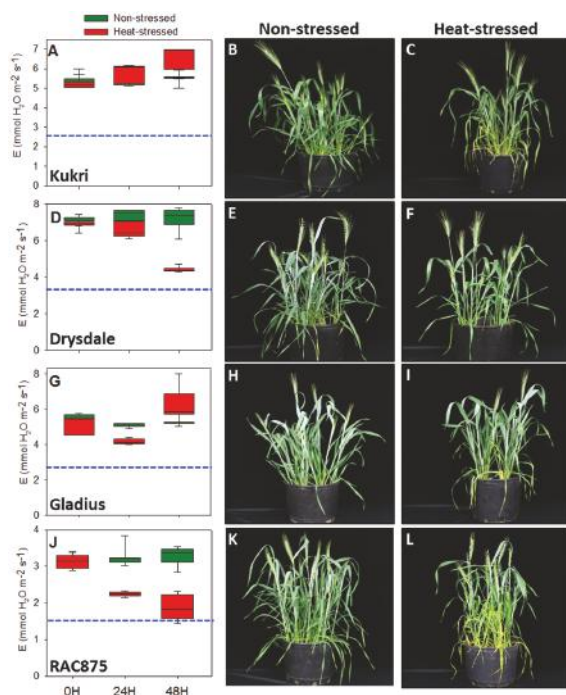 Non-stressed
Heat-stressed
Non-stressed
Heat-stressed
A
7
6
5
4
3
2
1
0
E (mmol H₂O m-2 s-1)
Kukri
B
C
D
8
6
4
2
0
E (mmol H₂O m-2 s-1)
Drysdale
E
F
G
8
6
4
2
0
E (mmol H₂O m-2 s-1)
Gladius
H
I
J
4
3
2
1
0
E (mmol H₂O m-2 s-1)
RAC875
K
L
0H 24H 48H